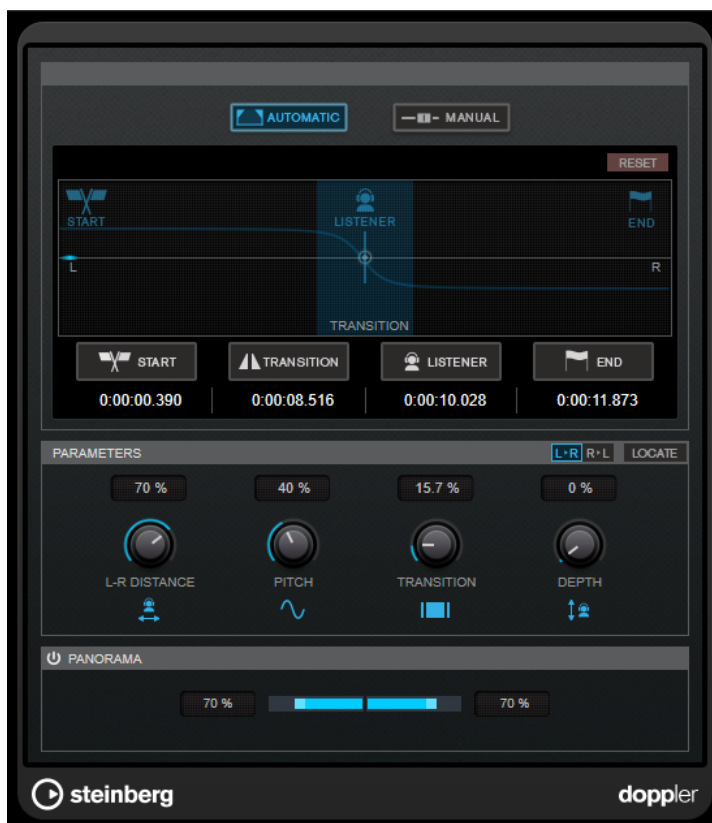 AUTOMATIC MANUAL
RESET
START LISTENER END
L R
TRANSITION
START TRANSITION LISTENER END
0:00:00.390 0:00:08.516 0:00:10.028 0:00:11.873
PARAMETERS L▸R R▸L LOCATE
70 % 40 % 15.7 % 0 %
L-R DISTANCE PITCH TRANSITION DEPTH
PANORAMA
70 % 70 %
steinberg doppler